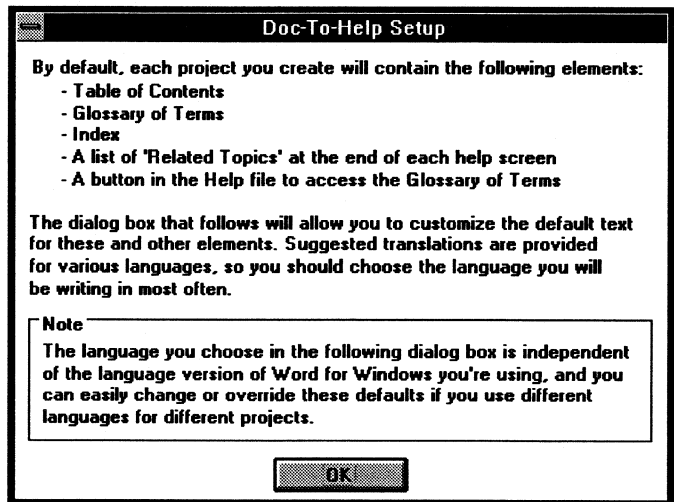 Doc-To-Help Setup
By default, each project you create will contain the following elements:
- Table of Contents
- Glossary of Terms
- Index
- A list of 'Related Topics' at the end of each help screen
- A button in the Help file to access the Glossary of Terms
The dialog box that follows will allow you to customize the default text
for these and other elements. Suggested translations are provided
for various languages, so you should choose the language you will
be writing in most often.
Note
The language you choose in the following dialog box is independent
of the language version of Word for Windows you're using, and you
can easily change or override these defaults if you use different
languages for different projects.
OK